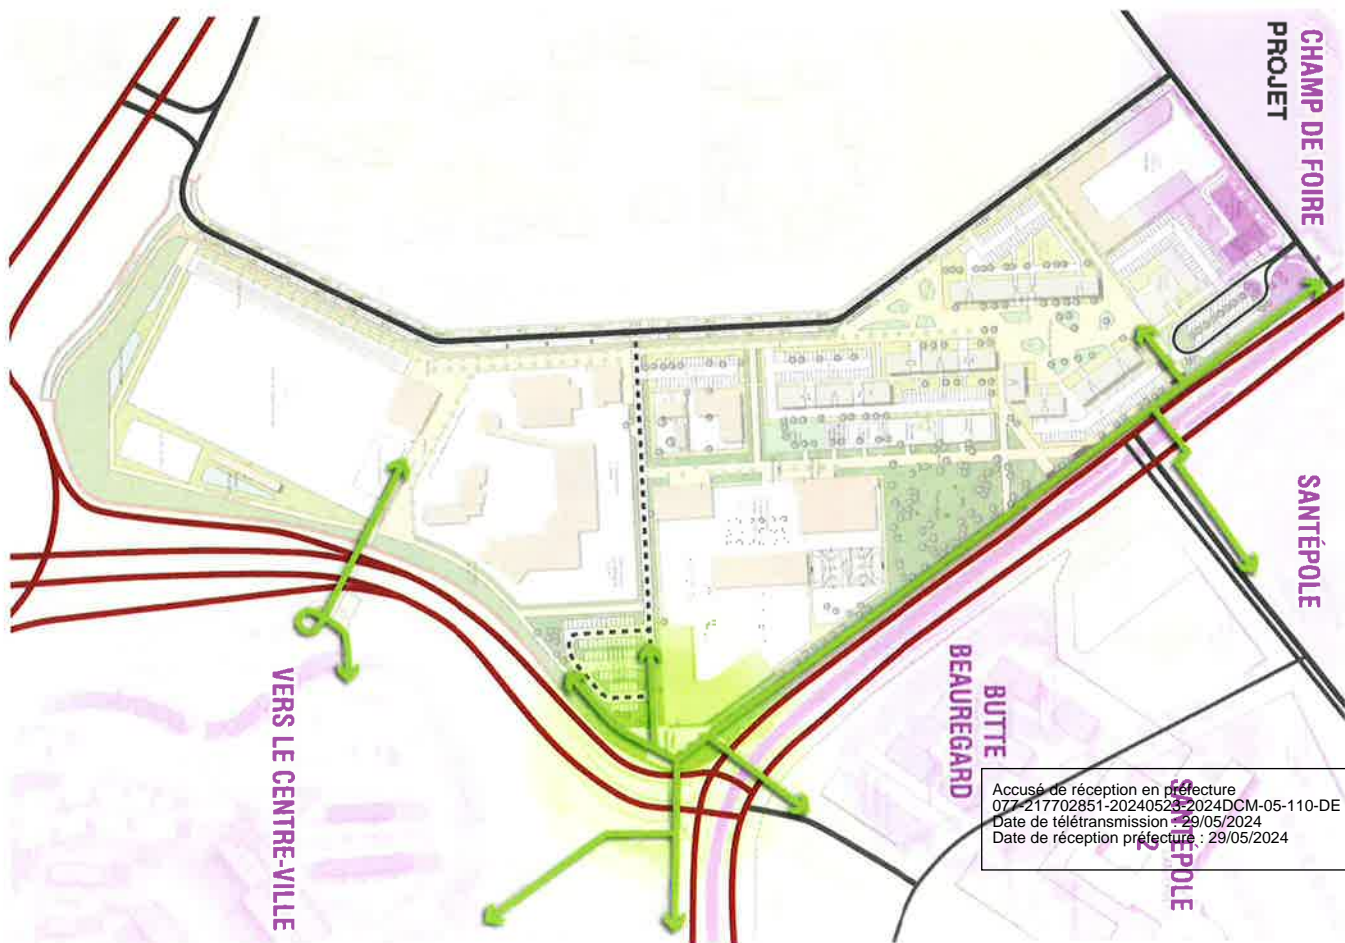 CHAMP DE FOIRE
PROJET
SANTÉPOLE
BUTTE
BEAUREGARD
SANTÉPOLE
2
VERS LE CENTRE-VILLE
Accusé de réception en préfecture
077-217702851-20240523-2024DCM-05-110-DE
Date de télétransmission : 29/05/2024
Date de réception préfecture : 29/05/2024